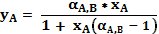 y_A = α_A,B * x_A / 1 + x_A(α_A,B − 1)